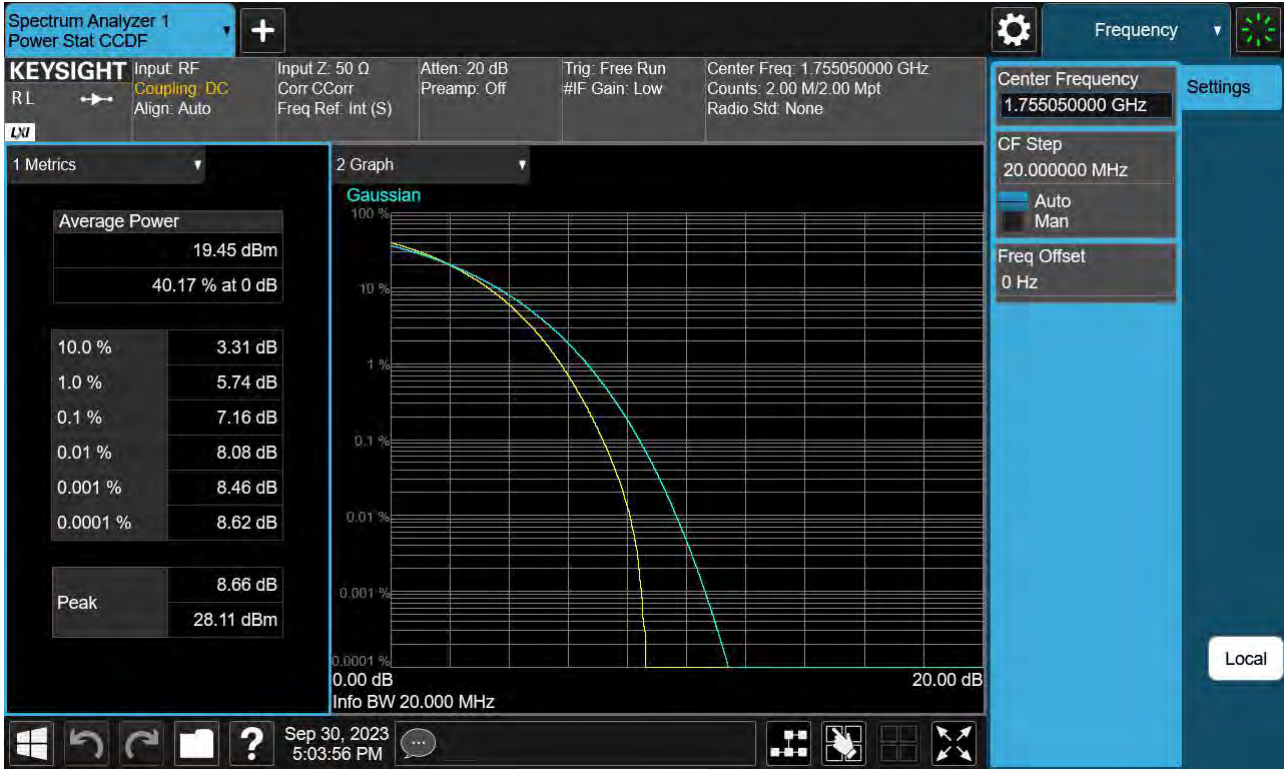 Spectrum Analyzer 1
Power Stat CCDF
+
Frequency
KEYSIGHT
R L
LXI
Input: RF
Coupling: DC
Align: Auto
Input Z: 50 Ω
Corr CCorr
Freq Ref: Int (S)
Atten: 20 dB
Preamp: Off
Trig: Free Run
#IF Gain: Low
Center Freq: 1.755050000 GHz
Counts: 2.00 M/2.00 Mpt
Radio Std: None
Center Frequency
1.755050000 GHz
Settings
CF Step
20.000000 MHz
Auto
Man
Freq Offset
0 Hz
Local
1 Metrics
Average Power
19.45 dBm
40.17 % at 0 dB
10.0 % 3.31 dB
1.0 % 5.74 dB
0.1 % 7.16 dB
0.01 % 8.08 dB
0.001 % 8.46 dB
0.0001 % 8.62 dB
Peak
8.66 dB
28.11 dBm
2 Graph
Gaussian
100 %
10 %
1 %
0.1 %
0.01 %
0.001 %
0.0001 %
0.00 dB 20.00 dB
Info BW 20.000 MHz
?
Sep 30, 2023
5:03:56 PM